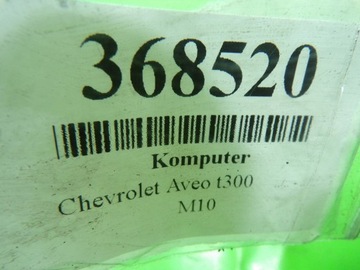 368520
Komputer
Chevrolet Aveo t300
M10